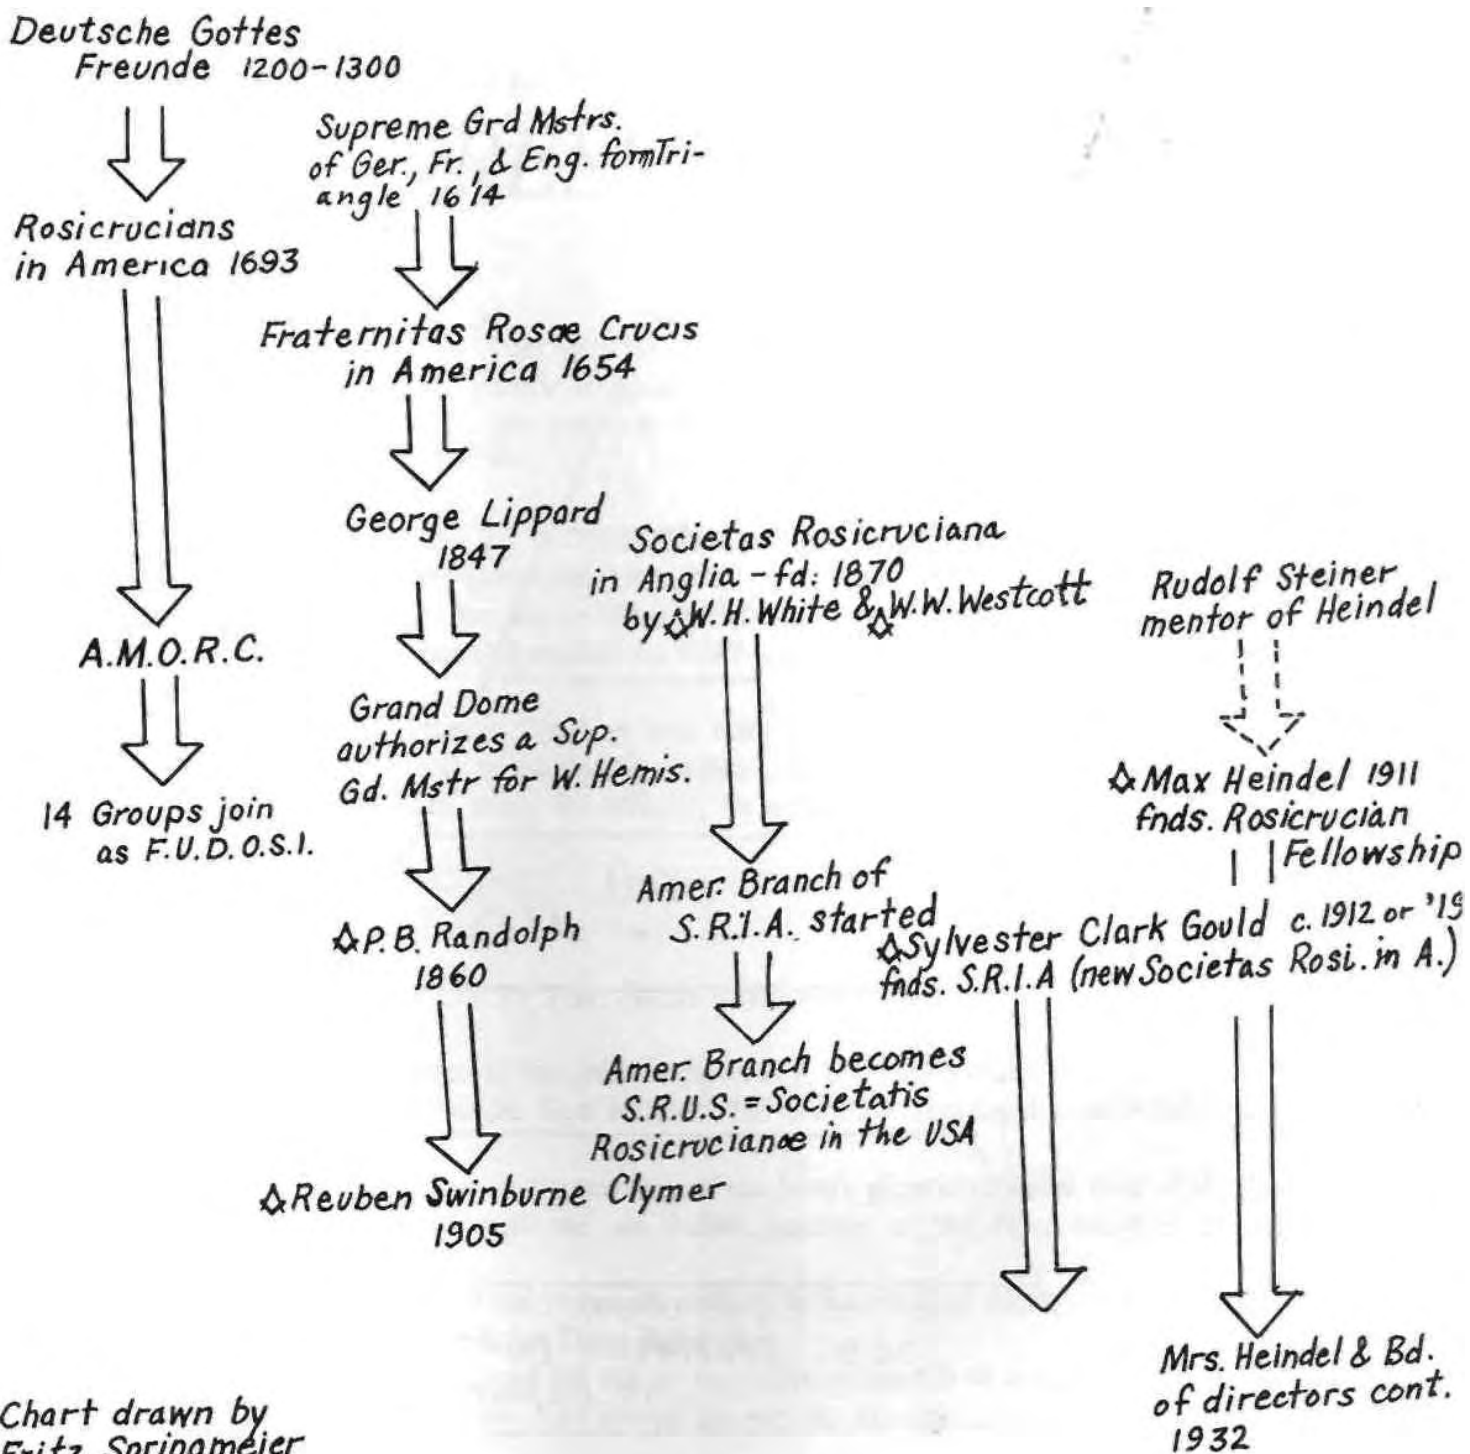 Deutsche Gottes
Freunde 1200-1300
Rosicrucians
in America 1693
A.M.O.R.C.
14 Groups join
as F.U.D.O.S.I.
Supreme Grd Mstrs.
of Ger., Fr., & Eng. form Tri-
angle 1614
Fraternitas Rosae Crucis
in America 1654
George Lippard
1847
Grand Dome
authorizes a Sup.
Gd. Mstr for W. Hemis.
P.B. Randolph
1860
Reuben Swinburne Clymer
1905
Societas Rosicruciana
in Anglia - fd: 1870
by W.H. White & W.W. Westcott
Amer. Branch of
S.R.I.A. started
Amer. Branch becomes
S.R.U.S. = Societatis
Rosicrucianae in the USA
Rudolf Steiner
mentor of Heindel
Max Heindel 1911
fnds. Rosicrucian
Fellowship
Sylvester Clark Gould c. 1912 or '19
fnds. S.R.I.A (new Societas Rosi. in A.)
Mrs. Heindel & Bd.
of directors cont.
1932
Chart drawn by
Fritz Springmeier